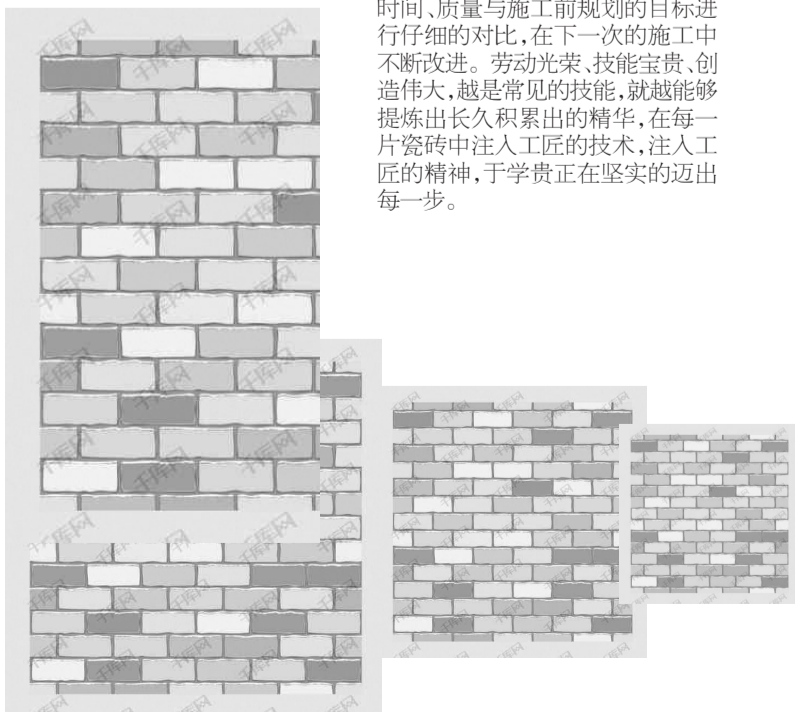 时间、质量与施工前规划的目标进
行仔细的对比,在下一次的施工中
不断改进。劳动光荣、技能宝贵、创
造伟大,越是常见的技能,就越能够
提炼出长久积累出的精华,在每一
片瓷砖中注入工匠的技术,注入工
匠的精神,于学贵正在坚实的迈出
每一步。
千库网